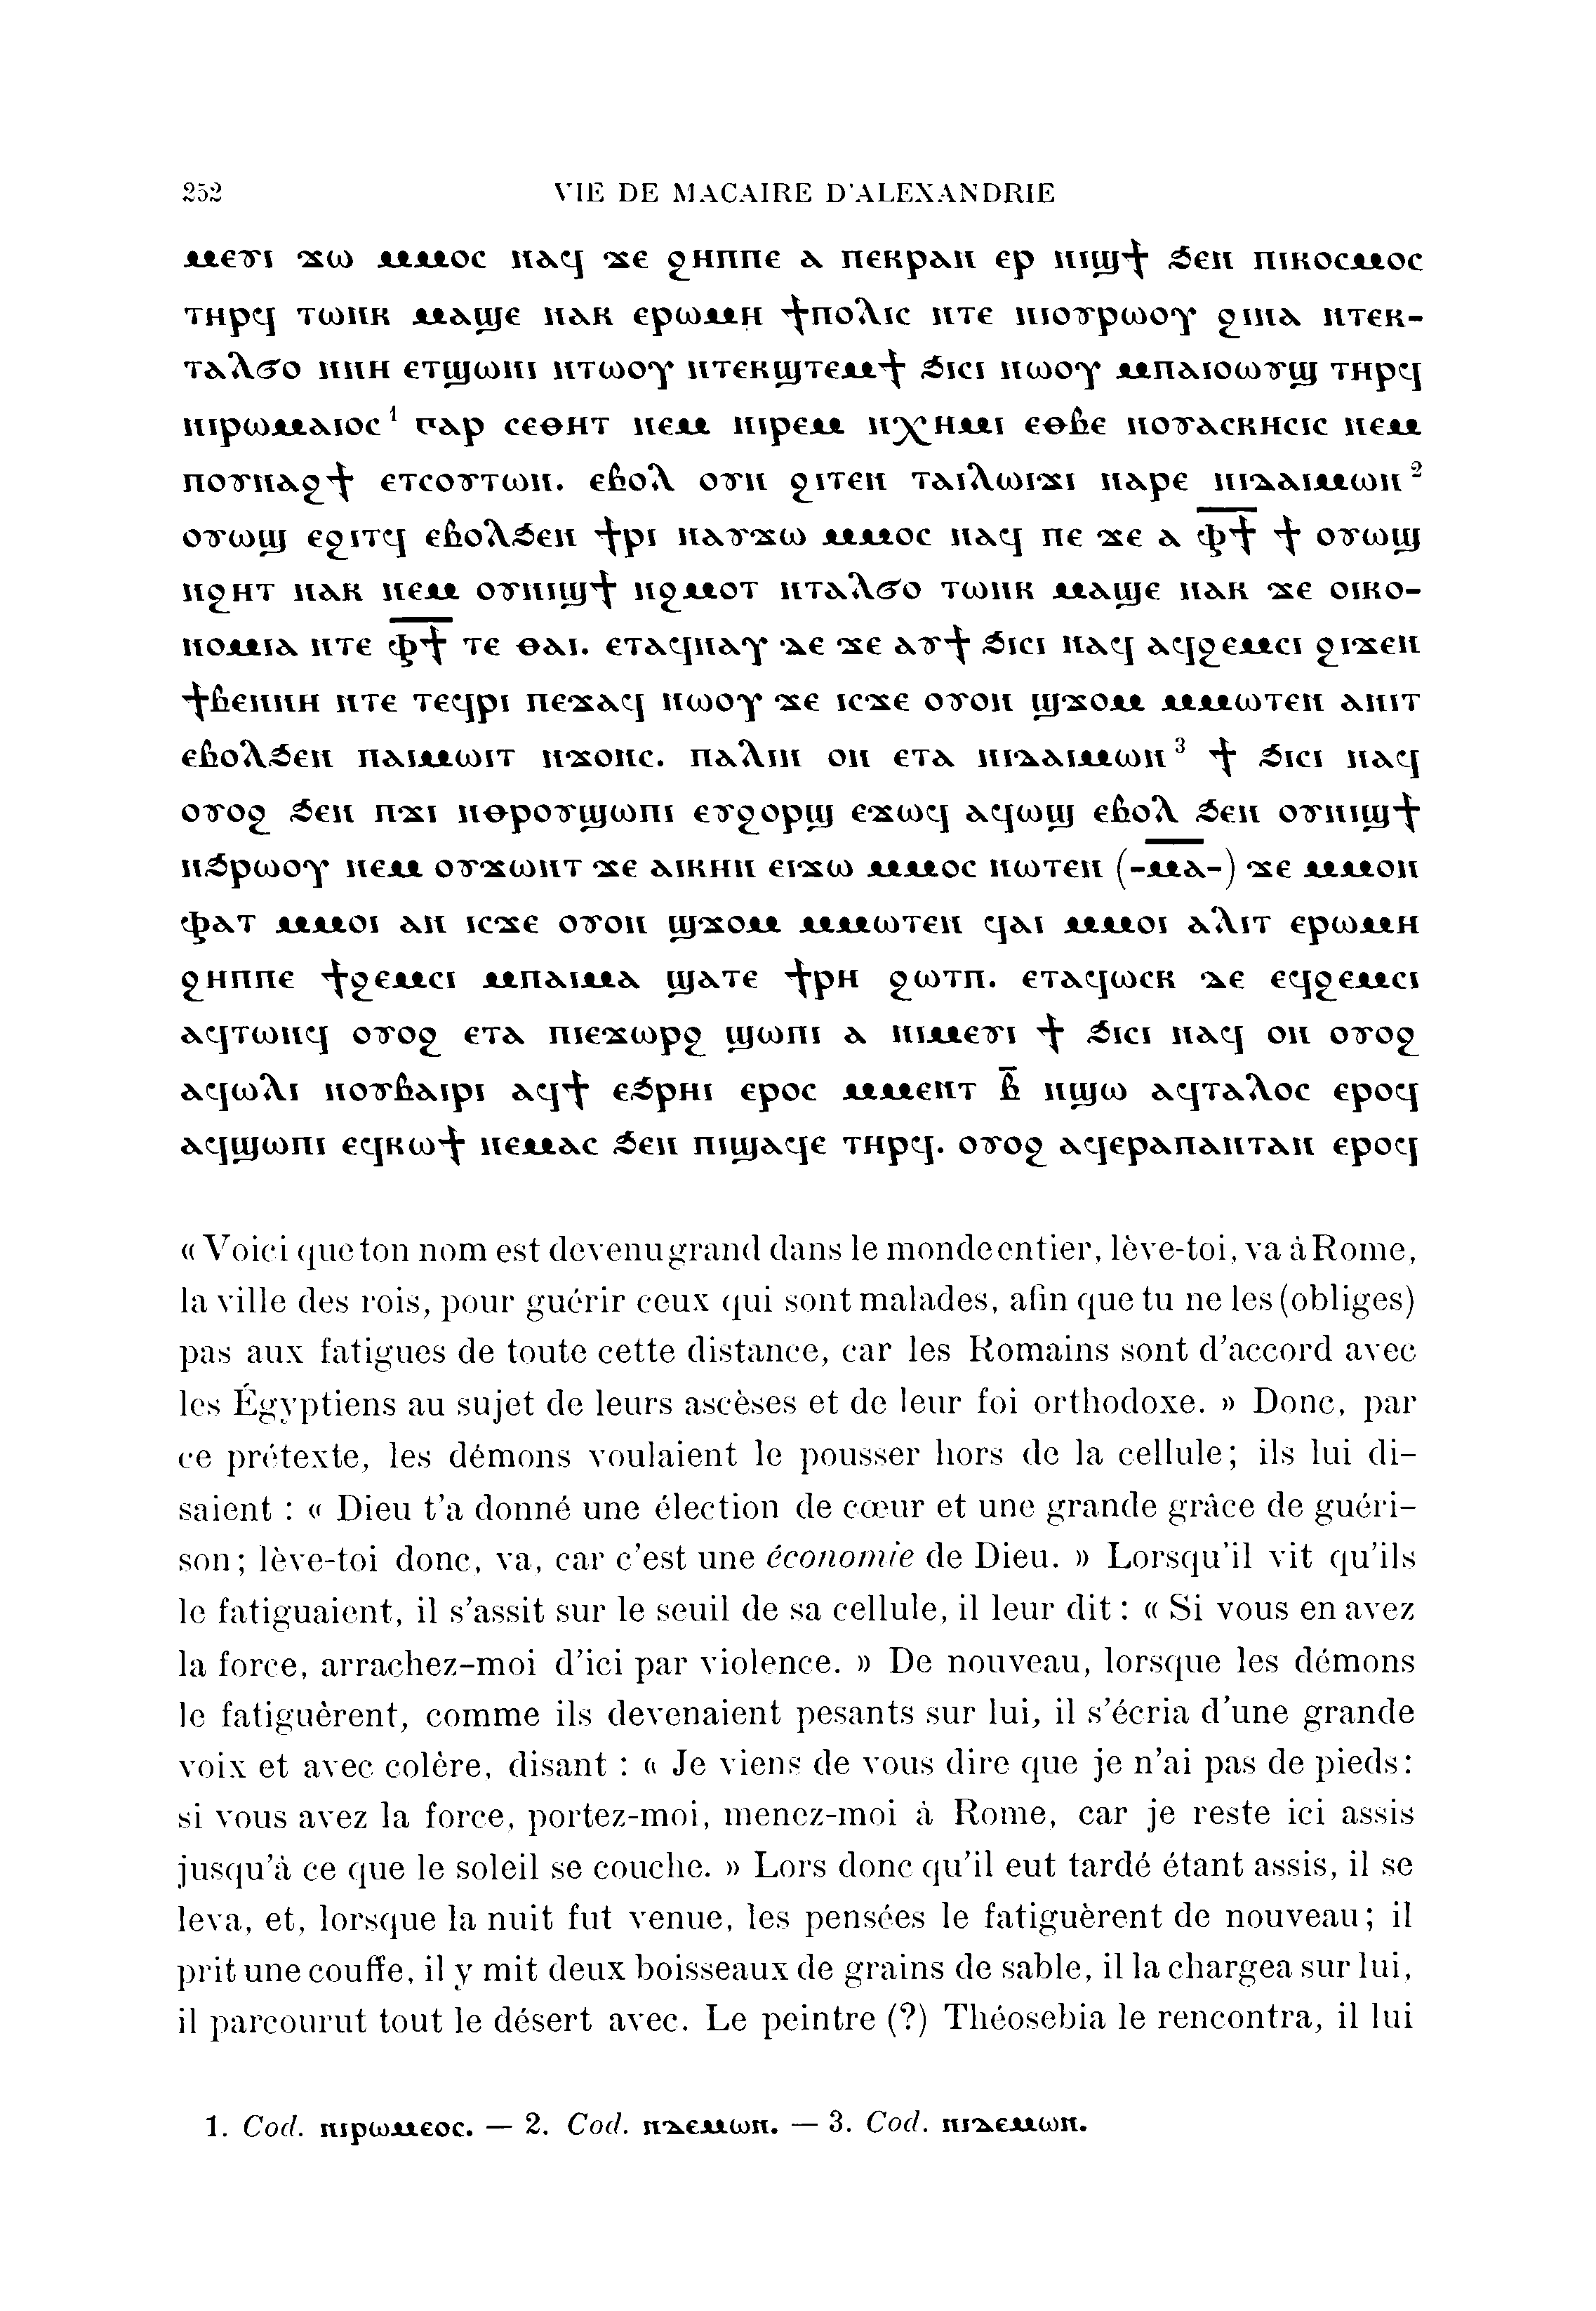 252 VIE DE MACAIRE D'ALEXANDRIE
ⲙⲉⲩⲓ ϫⲱ ⲙⲙⲟⲥ ⲛⲁϥ ϫⲉ ϩⲏⲡⲡⲉ ⲁ ⲡⲉⲕⲣⲁⲛ ⲉⲣ ⲛⲓϣϯ ϧⲉⲛ ⲡⲓⲕⲟⲥⲙⲟⲥ
ⲧⲏⲣϥ ⲧⲱⲛⲕ ⲙⲁϣⲉ ⲛⲁⲕ ⲉⲣⲱⲙⲏ ϯⲡⲟⲗⲓⲥ ⲛⲧⲉ ⲛⲓⲟⲩⲣⲱⲟⲩ ϩⲓⲛⲁ ⲛⲧⲉⲕ-
ⲧⲁⲗϭⲟ ⲛⲛⲏ ⲉⲧϣⲱⲛⲓ ⲛⲧⲱⲟⲩ ⲛⲧⲉⲕϣⲧⲉⲙϯ ϧⲓⲥⲓ ⲛⲱⲟⲩ ⲙⲡⲁⲓⲟⲱⲩϣ ⲧⲏⲣϥ
ⲛⲓⲣⲱⲙⲁⲓⲟⲥ¹ ⲅⲁⲣ ⲥⲉⲑⲏⲧ ⲛⲉⲙ ⲛⲓⲣⲉⲙ ⲛⲭⲏⲙⲓ ⲉⲑⲃⲉ ⲛⲟⲩⲁⲥⲕⲏⲥⲓⲥ ⲛⲉⲙ
ⲡⲟⲩⲛⲁϩϯ ⲉⲧⲥⲟⲩⲧⲱⲛ. ⲉⲃⲟⲗ ⲟⲩⲛ ϩⲓⲧⲉⲛ ⲧⲁⲓⲗⲱⲓϫⲓ ⲛⲁⲣⲉ ⲛⲓⲇⲁⲓⲙⲱⲛ²
ⲟⲩⲱϣ ⲉϩⲓⲧϥ ⲉⲃⲟⲗϧⲉⲛ ϯⲣⲓ ⲛⲁⲩϫⲱ ⲙⲙⲟⲥ ⲛⲁϥ ⲡⲉ ϫⲉ ⲁ ⲫ̅ϯ̅ ϯ ⲟⲩⲱϣ
ⲛϩⲏⲧ ⲛⲁⲕ ⲛⲉⲙ ⲟⲩⲛⲓϣϯ ⲛϩⲙⲟⲧ ⲛⲧⲁⲗϭⲟ ⲧⲱⲛⲕ ⲙⲁϣⲉ ⲛⲁⲕ ϫⲉ ⲟⲓⲕⲟ-
ⲛⲟⲙⲓⲁ ⲛⲧⲉ ⲫ̅ϯ̅ ⲧⲉ ⲑⲁⲓ. ⲉⲧⲁϥⲛⲁⲩ ⲇⲉ ϫⲉ ⲁⲩϯ ϧⲓⲥⲓ ⲛⲁϥ ⲁϥϩⲉⲙⲥⲓ ϩⲓϫⲉⲛ
ϯⲃⲉⲛⲛⲏ ⲛⲧⲉ ⲧⲉϥⲣⲓ ⲡⲉϫⲁϥ ⲛⲱⲟⲩ ϫⲉ ⲓⲥϫⲉ ⲟⲩⲟⲛ ϣϫⲟⲙ ⲙⲙⲱⲧⲉⲛ ⲁⲛⲓⲧ
ⲉⲃⲟⲗϧⲉⲛ ⲡⲁⲓⲙⲱⲓⲧ ⲛϫⲟⲛⲥ. ⲡⲁⲗⲓⲛ ⲟⲛ ⲉⲧⲁ ⲛⲓⲇⲁⲓⲙⲱⲛ³ ϯ ϧⲓⲥⲓ ⲛⲁϥ
ⲟⲩⲟϩ ϧⲉⲛ ⲡϫⲓ ⲛⲑⲣⲟⲩϣⲱⲡⲓ ⲉⲩϩⲟⲣϣ ⲉϫⲱϥ ⲁϥⲱϣ ⲉⲃⲟⲗ ϧⲉⲛ ⲟⲩⲛⲓϣϯ
ⲛϧⲣⲱⲟⲩ ⲛⲉⲙ ⲟⲩϫⲱⲛⲧ ϫⲉ ⲁⲓⲕⲏⲛ ⲉⲓϫⲱ ⲙⲙⲟⲥ ⲛⲱⲧⲉⲛ (-ⲙ̅ⲁ̅-) ϫⲉ ⲙⲙⲟⲛ
ⲫⲁⲧ ⲙⲙⲟⲓ ⲁⲛ ⲓⲥϫⲉ ⲟⲩⲟⲛ ϣϫⲟⲙ ⲙⲙⲱⲧⲉⲛ ϥⲁⲓ ⲙⲙⲟⲓ ⲁⲗⲓⲧ ⲉⲣⲱⲙⲏ
ϩⲏⲡⲡⲉ ϯϩⲉⲙⲥⲓ ⲙⲡⲁⲓⲙⲁ ϣⲁⲧⲉ ϯⲣⲏ ϩⲱⲧⲡ. ⲉⲧⲁϥⲱⲥⲕ ⲇⲉ ⲉϥϩⲉⲙⲥⲓ
ⲁϥⲧⲱⲛϥ ⲟⲩⲟϩ ⲉⲧⲁ ⲡⲓⲉϫⲱⲣϩ ϣⲱⲡⲓ ⲁ ⲛⲓⲙⲉⲩⲓ ϯ ϧⲓⲥⲓ ⲛⲁϥ ⲟⲛ ⲟⲩⲟϩ
ⲁϥⲱⲗⲓ ⲛⲟⲩⲃⲁⲓⲣⲓ ⲁϥϯ ⲉϧⲣⲏⲓ ⲉⲣⲟⲥ ⲙⲙⲉⲛⲧ ⲃ̅ ⲛϣⲱ ⲁϥⲧⲁⲗⲟⲥ ⲉⲣⲟϥ
ⲁϥϣⲱⲡⲓ ⲉϥⲕⲱϯ ⲛⲉⲙⲁⲥ ϧⲉⲛ ⲡⲓϣⲁϥⲉ ⲧⲏⲣϥ. ⲟⲩⲟϩ ⲁϥⲉⲣⲁⲡⲁⲛⲧⲁⲛ ⲉⲣⲟϥ
« Voici que ton nom est devenu grand dans le monde entier, lève-toi, va à Rome,
la ville des rois, pour guérir ceux qui sont malades, afin que tu ne les (obliges)
pas aux fatigues de toute cette distance, car les Romains sont d'accord avec
les Égyptiens au sujet de leurs ascèses et de leur foi orthodoxe. » Donc, par
ce prétexte, les démons voulaient le pousser hors de la cellule; ils lui di-
saient : « Dieu t'a donné une élection de cœur et une grande grâce de guéri-
son; lève-toi donc, va, car c'est une économie de Dieu. » Lorsqu'il vit qu'ils
le fatiguaient, il s'assit sur le seuil de sa cellule, il leur dit : « Si vous en avez
la force, arrachez-moi d'ici par violence. » De nouveau, lorsque les démons
le fatiguèrent, comme ils devenaient pesants sur lui, il s'écria d'une grande
voix et avec colère, disant : « Je viens de vous dire que je n'ai pas de pieds:
si vous avez la force, portez-moi, menez-moi à Rome, car je reste ici assis
jusqu'à ce que le soleil se couche. » Lors donc qu'il eut tardé étant assis, il se
leva, et, lorsque la nuit fut venue, les pensées le fatiguèrent de nouveau; il
prit une couffe, il y mit deux boisseaux de grains de sable, il la chargea sur lui,
il parcourut tout le désert avec. Le peintre (?) Théosebia le rencontra, il lui
1. Cod. ⲛⲓⲣⲱⲙⲉⲟⲥ. — 2. Cod. ⲛⲇⲉⲙⲱⲛ. — 3. Cod. ⲛⲓⲇⲉⲙⲱⲛ.